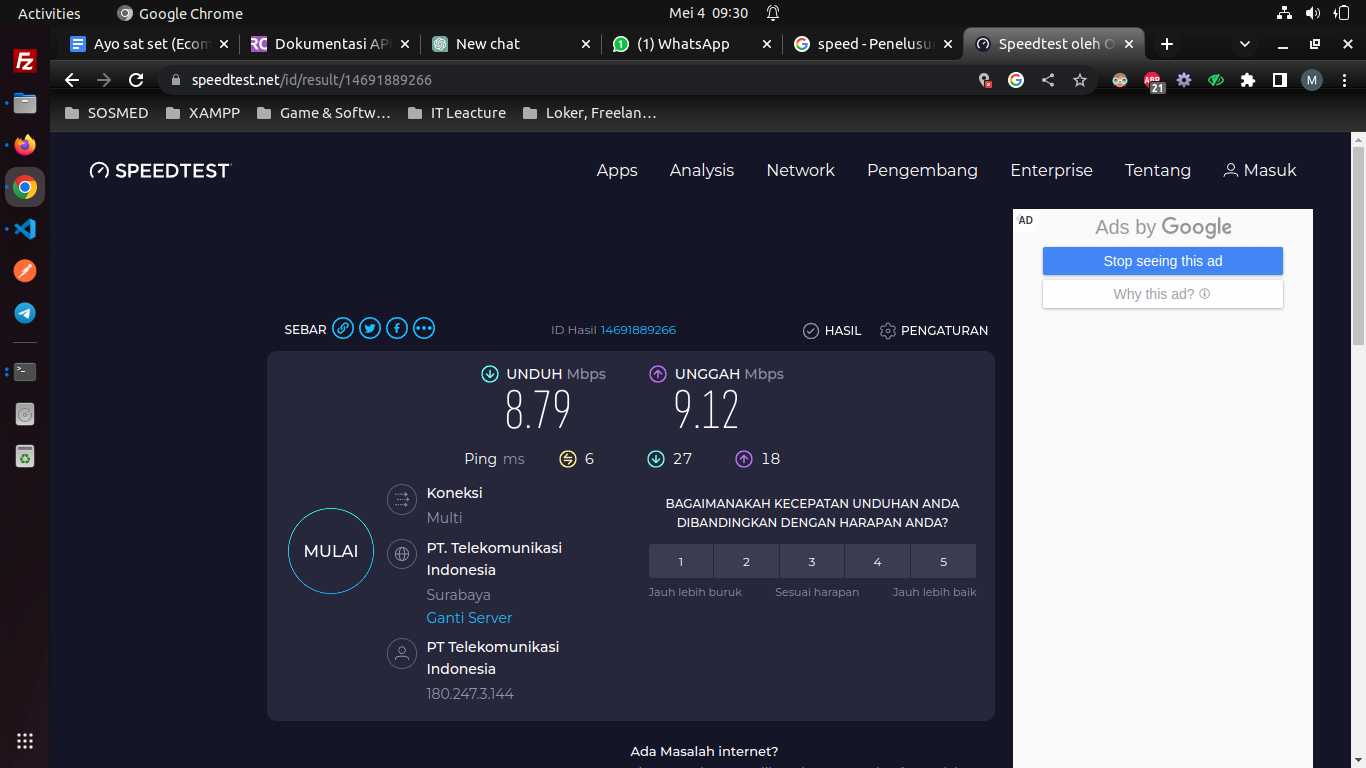 Activities
Google Chrome
Mei 4 09:30
Ayo sat set (Ecom
Dokumentasi AP
New chat
(1) WhatsApp
speed - Penelusu
Speedtest oleh O
speedtest.net/id/result/14691889266
21
M
SOSMED
XAMPP
Game & Softw…
IT Leacture
Loker, Freelan…
SPEEDTEST
Apps
Analysis
Network
Pengembang
Enterprise
Tentang
Masuk
AD
Ads by Google
Stop seeing this ad
Why this ad?
SEBAR
ID Hasil 14691889266
HASIL
PENGATURAN
UNDUH Mbps
UNGGAH Mbps
8.79
9.12
Ping ms
6
27
18
MULAI
Koneksi
Multi
PT. Telekomunikasi
Indonesia
Surabaya
Ganti Server
PT Telekomunikasi
Indonesia
180.247.3.144
BAGAIMANAKAH KECEPATAN UNDUHAN ANDA
DIBANDINGKAN DENGAN HARAPAN ANDA?
1 2 3 4 5
Jauh lebih buruk
Sesuai harapan
Jauh lebih baik
Ada Masalah internet?